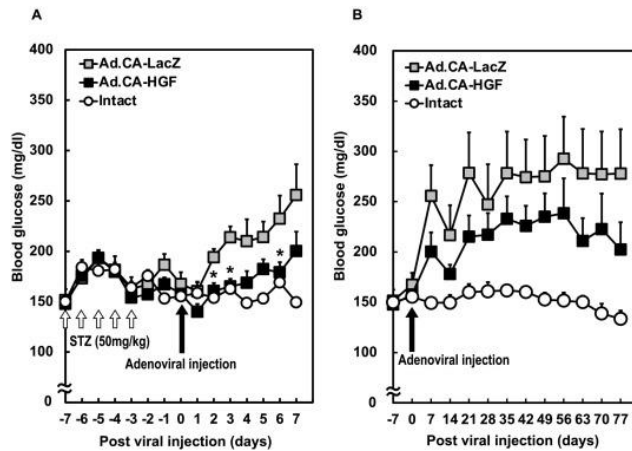 A
400
350
300
250
200
150
100
0
Blood glucose (mg/dl)
Ad.CA-LacZ
Ad.CA-HGF
Intact
* * *
STZ (50mg/kg)
Adenoviral injection
-7 -6 -5 -4 -3 -2 -1 0 1 2 3 4 5 6 7
Post viral injection (days)
B
400
350
300
250
200
150
100
0
Blood glucose (mg/dl)
Ad.CA-LacZ
Ad.CA-HGF
Intact
Adenoviral injection
-7 0 7 14 21 28 35 42 49 56 63 70 77
Post viral injection (days)